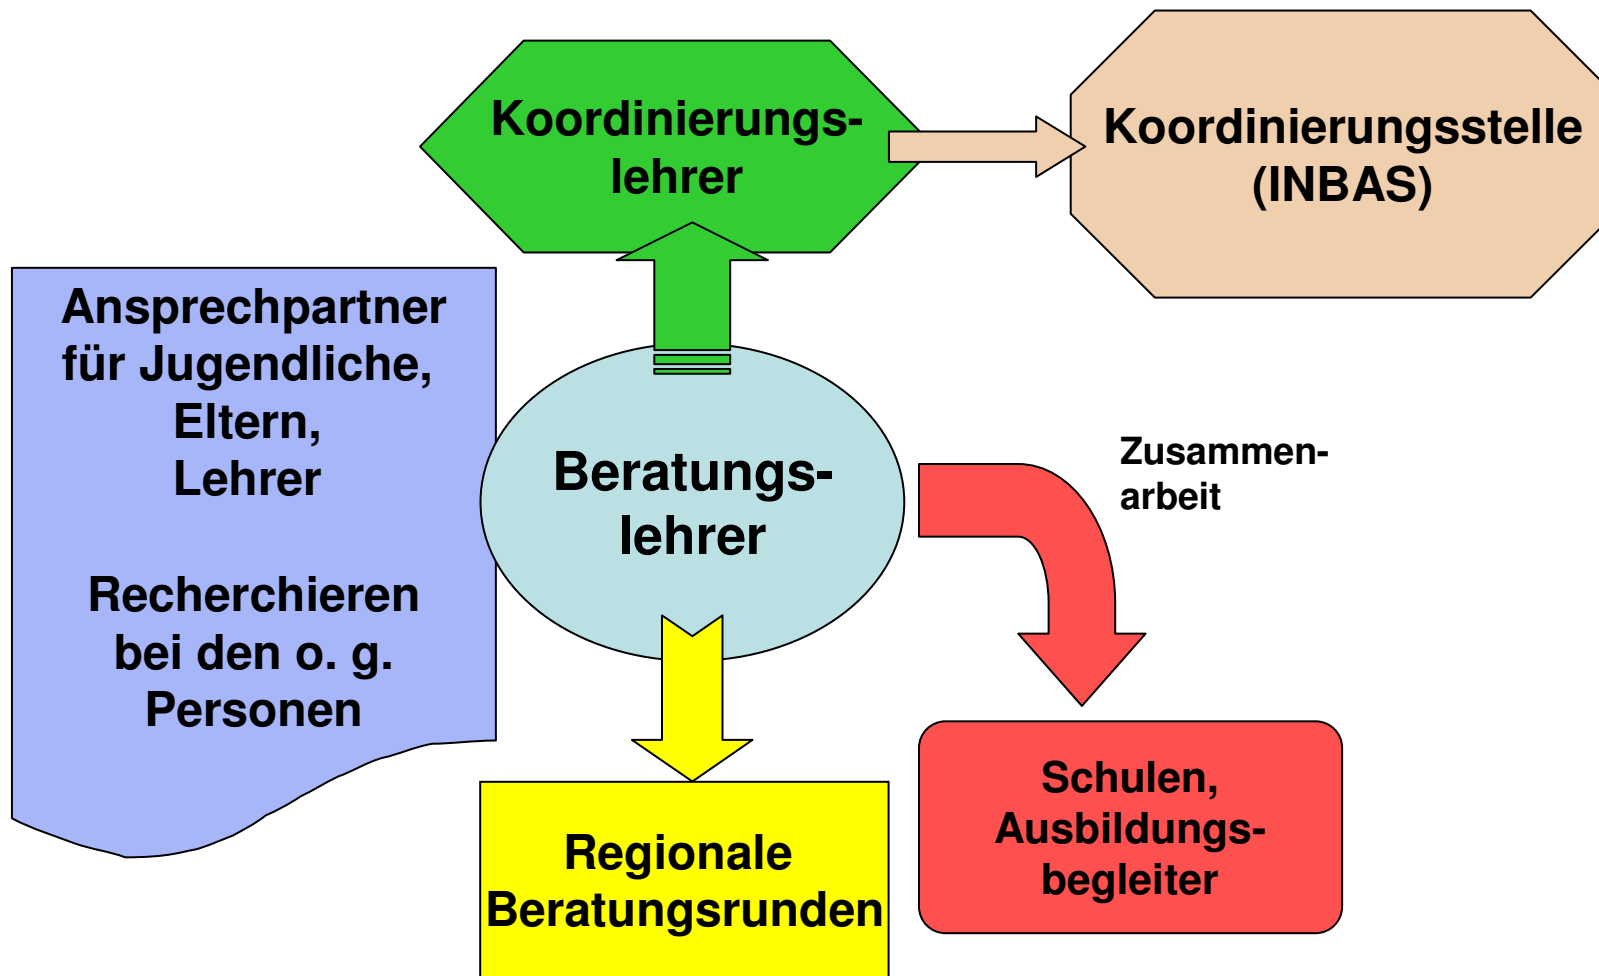 Koordinierungs-
lehrer
Koordinierungsstelle
(INBAS)
Ansprechpartner
für Jugendliche,
Eltern,
Lehrer
Recherchieren
bei den o. g.
Personen
Beratungs-
lehrer
Zusammen-
arbeit
Regionale
Beratungsrunden
Schulen,
Ausbildungs-
begleiter